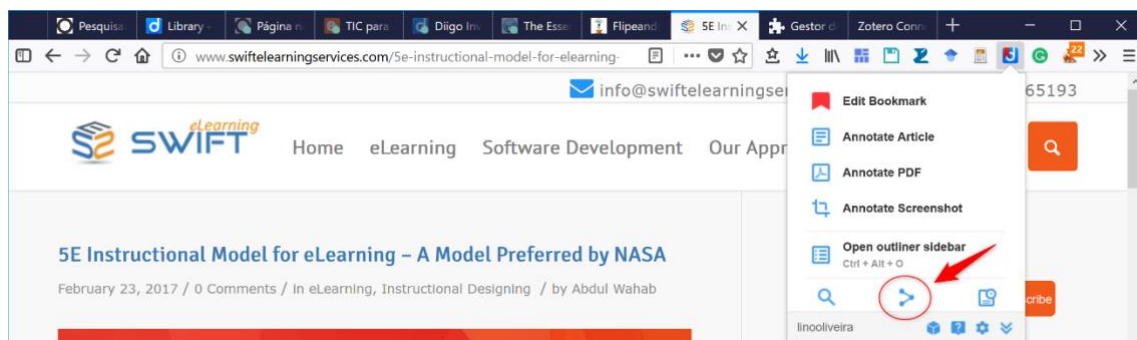 Pesquisa
Library -
Página n
TIC para
Diigo In
The Esse
Flipeand
5E In
Gestor d
Zotero Conn
www.swiftelearningservices.com/5e-instructional-model-for-elearning-
22
info@swiftelearningser
65193
eLearning
SWIFT
Home eLearning Software Development Our Appr
Edit Bookmark
Annotate Article
Annotate PDF
Annotate Screenshot
Open outliner sidebar
Ctrl + Alt + O
cribe
linooliveira
5E Instructional Model for eLearning – A Model Preferred by NASA
February 23, 2017 / 0 Comments / in eLearning, Instructional Designing / by Abdul Wahab